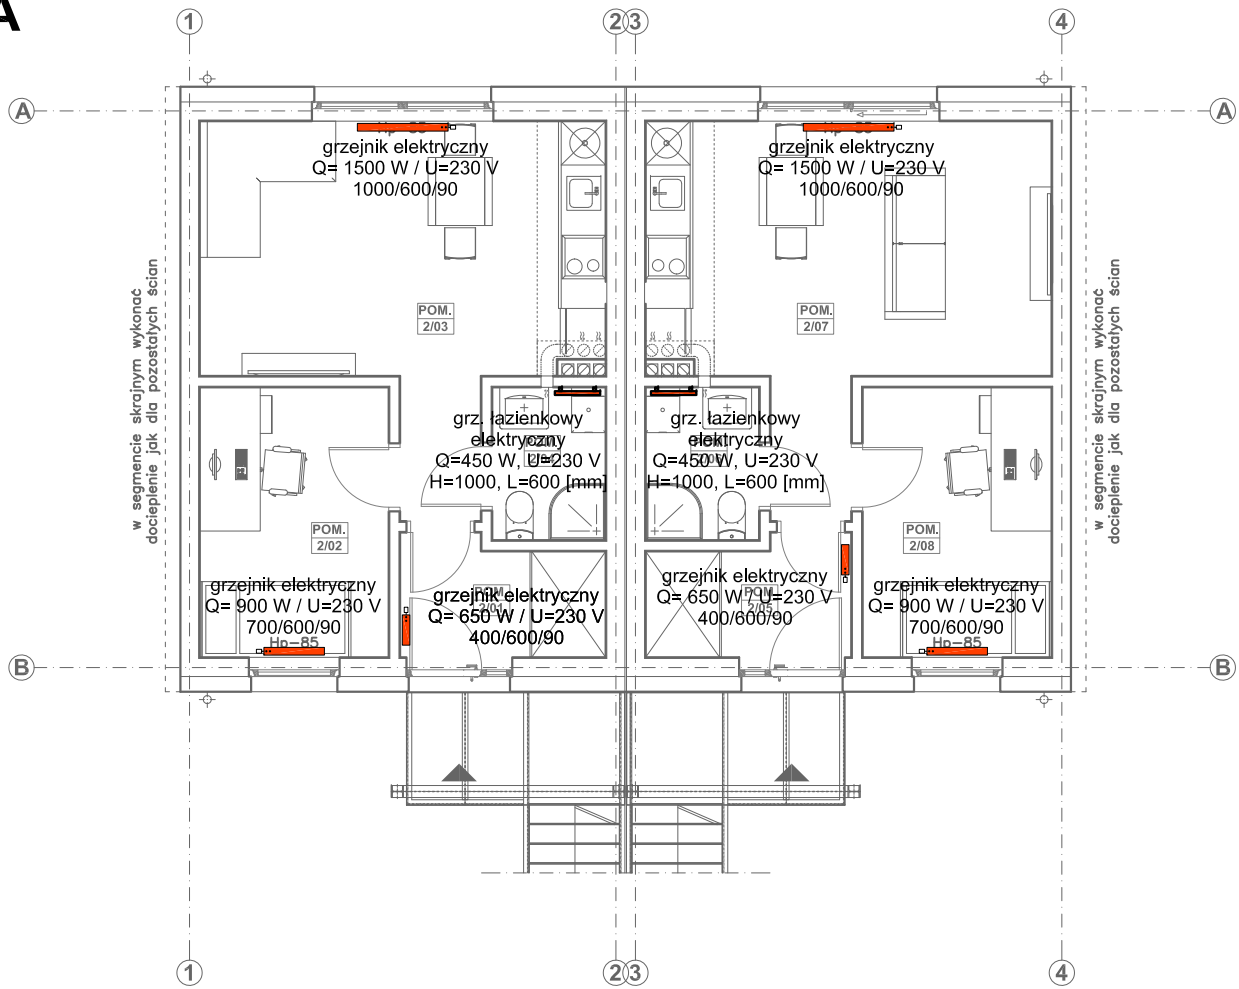 A
1
2
3
4
A
A
grzejnik elektryczny
Q= 1500 W / U=230 V
1000/600/90
grzejnik elektryczny
Q= 1500 W / U=230 V
1000/600/90
w segmencie skrajnym wykonać
docieplenie jak dla pozostałych ścian
POM.
2/03
POM.
2/07
w segmencie skrajnym wykonać
docieplenie jak dla pozostałych ścian
grz. łazienkowy
elektryczny
Q=450 W, U=230 V
H=1000, L=600 [mm]
grz. łazienkowy
elektryczny
Q=450 W, U=230 V
H=1000, L=600 [mm]
POM.
2/02
POM.
2/08
grzejnik elektryczny
Q= 900 W / U=230 V
700/600/90
Hp-85
POM.
2/01
grzejnik elektryczny
Q= 650 W / U=230 V
400/600/90
grzejnik elektryczny
Q= 650 W / U=230 V
400/600/90
2/05
grzejnik elektryczny
Q= 900 W / U=230 V
700/600/90
Hp-85
B
B
1
2
3
4